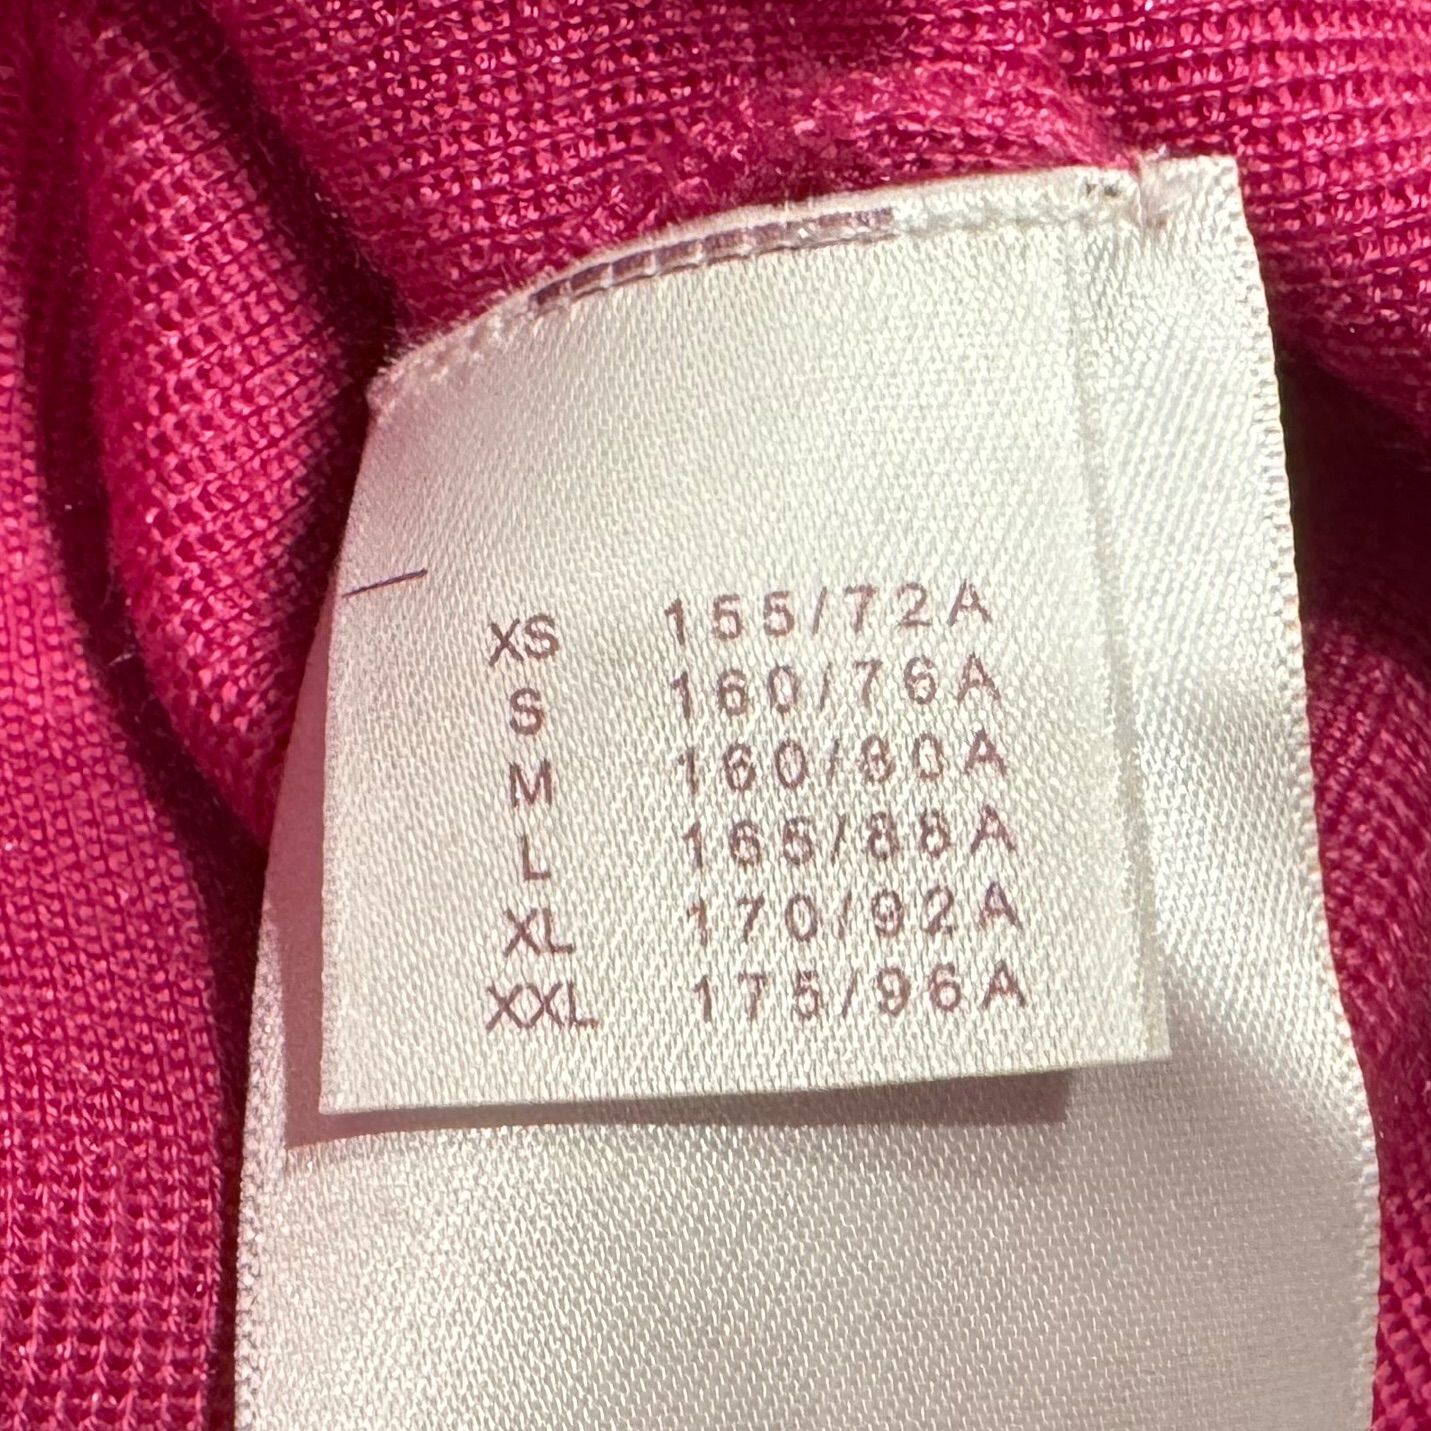 XS 155/72A
S 160/76A
M 160/80A
L 165/88A
XL 170/92A
XXL 175/96A